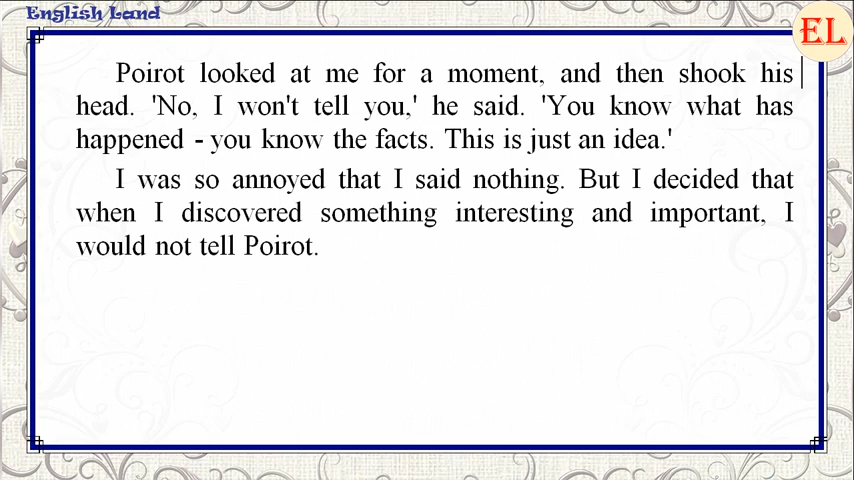 English Land
EL
Poirot looked at me for a moment, and then shook his
head. 'No, I won't tell you,' he said. 'You know what has
happened - you know the facts. This is just an idea.'
I was so annoyed that I said nothing. But I decided that
when I discovered something interesting and important, I
would not tell Poirot.